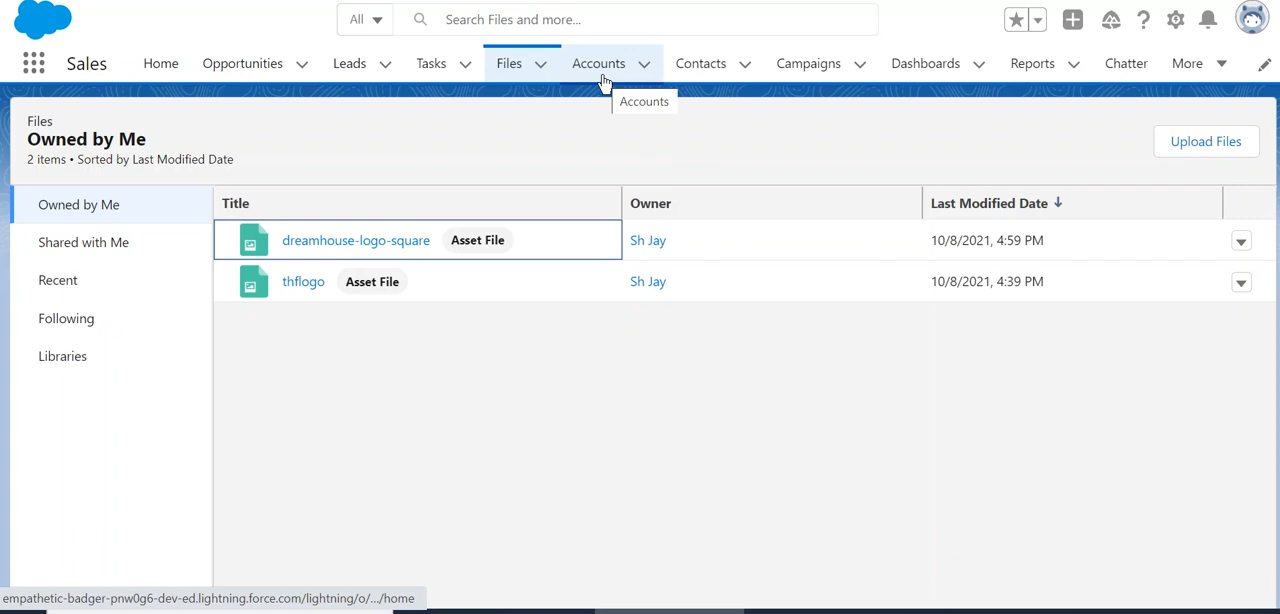 All Search Files and more...
Sales Home Opportunities Leads Tasks Files Accounts Contacts Campaigns Dashboards Reports Chatter More
Accounts
Files
Owned by Me
2 items • Sorted by Last Modified Date
Upload Files
Owned by Me
Shared with Me
Recent
Following
Libraries
Title Owner Last Modified Date
dreamhouse-logo-square Asset File Sh Jay 10/8/2021, 4:59 PM
thflogo Asset File Sh Jay 10/8/2021, 4:39 PM
empathetic-badger-pnw0g6-dev-ed.lightning.force.com/lightning/o/.../home